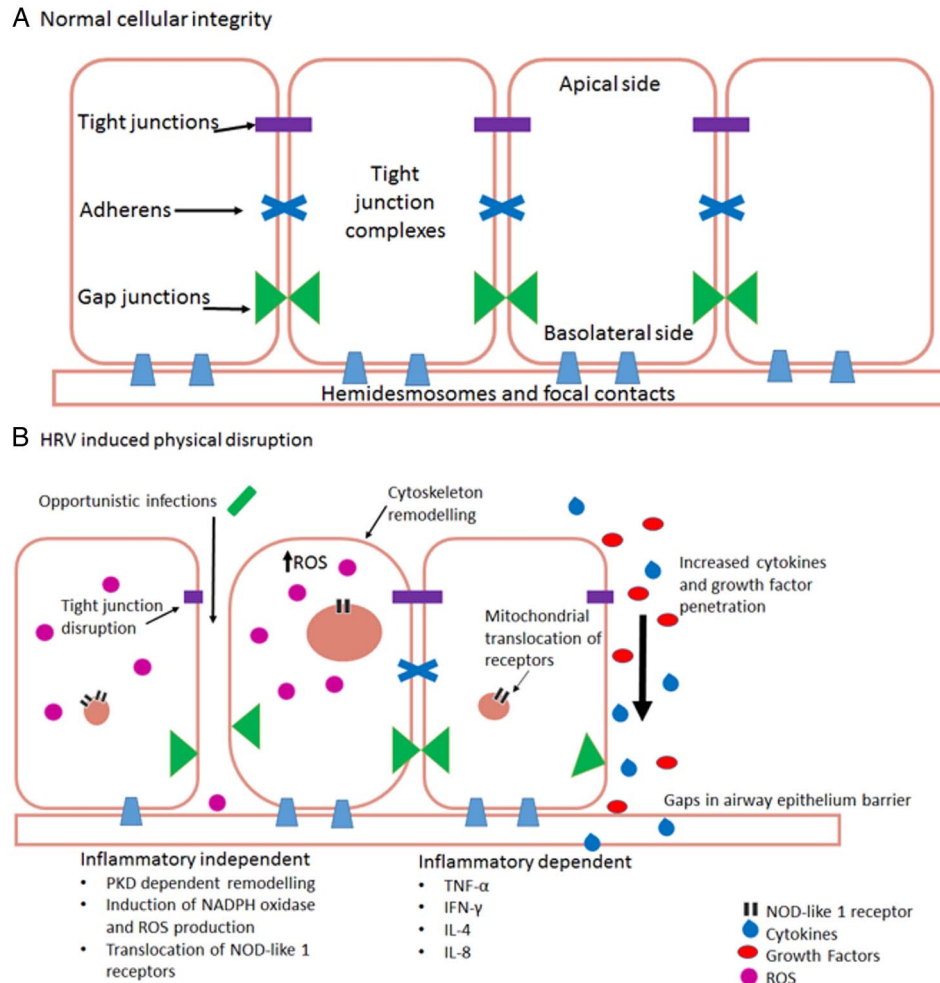 A Normal cellular integrity
Apical side
Tight junctions
Tight
junction
complexes
Adherens
Gap junctions
Basolateral side
Hemidesmosomes and focal contacts
B HRV induced physical disruption
Opportunistic infections
Cytoskeleton
remodelling
ROS
Increased cytokines
and growth factor
penetration
Tight junction
disruption
Mitochondrial
translocation of
receptors
Gaps in airway epithelium barrier
Inflammatory independent
• PKD dependent remodelling
• Induction of NADPH oxidase
and ROS production
• Translocation of NOD-like 1
receptors
Inflammatory dependent
• TNF-α
• IFN-γ
• IL-4
• IL-8
NOD-like 1 receptor
Cytokines
Growth Factors
ROS